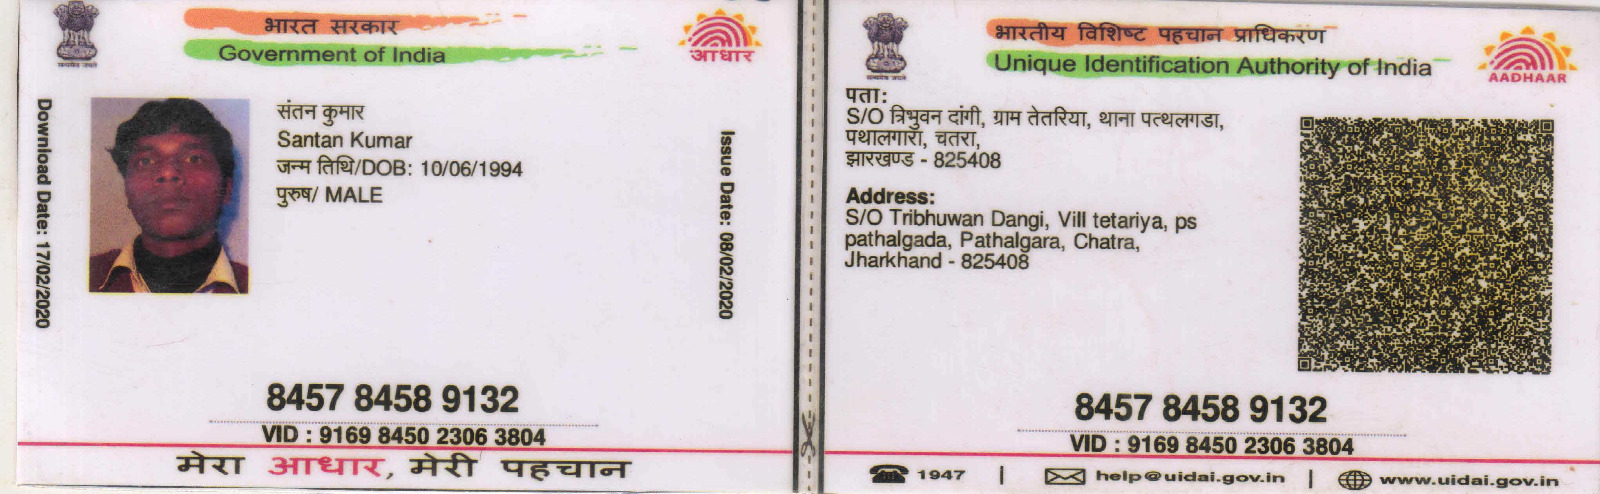 भारत सरकार
Government of India
आधार
Download Date: 17/02/2020
संतन कुमार
Santan Kumar
जन्म तिथि/DOB: 10/06/1994
पुरुष/ MALE
Issue Date: 08/02/2020
8457 8458 9132
VID : 9169 8450 2306 3804
मेरा आधार, मेरी पहचान
भारतीय विशिष्ट पहचान प्राधिकरण
Unique Identification Authority of India
AADHAAR
पता:
S/O त्रिभुवन दांगी, ग्राम तेतरिया, थाना पत्थलगडा,
पथालगारा, चतरा,
झारखण्ड - 825408
Address:
S/O Tribhuwan Dangi, Vill tetariya, ps
pathalgada, Pathalgara, Chatra,
Jharkhand - 825408
8457 8458 9132
VID : 9169 8450 2306 3804
1947 | help@uidai.gov.in | www.uidai.gov.in